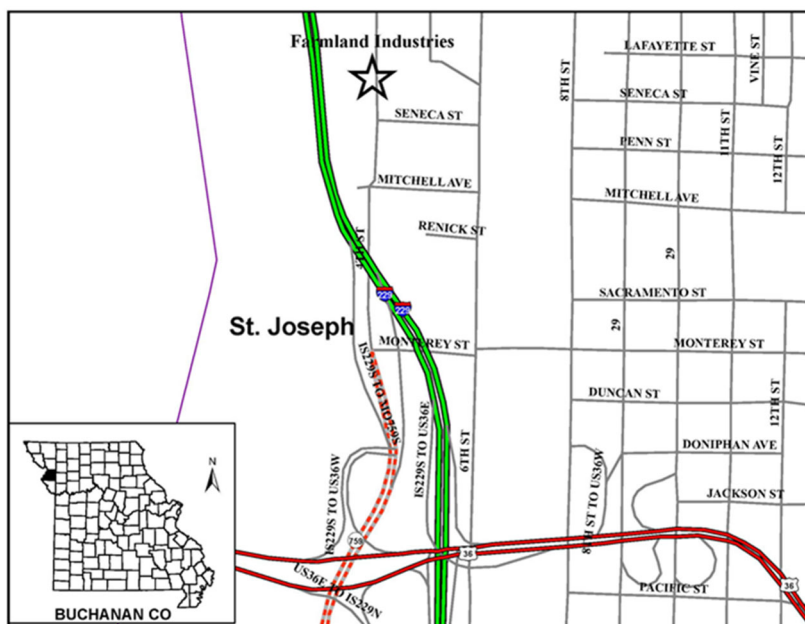 Farmland Industries
LAFAYETTE ST
VINE ST
8TH ST
SENECA ST
SENECA ST
11TH ST
PENN ST
12TH ST
MITCHELL AVE
MITCHELL AVE
RENICK ST
29
SACRAMENTO ST
229
229
St. Joseph
29
MONTEREY ST
MONTEREY ST
IS229S TO MO759S
DUNCAN ST
12TH ST
IS229S TO US36E
6TH ST
DONIPHAN AVE
IS229S TO US36W
8TH ST TO US36W
JACKSON ST
N
759
36
US36E TO IS229N
PACIFIC ST
36
BUCHANAN CO